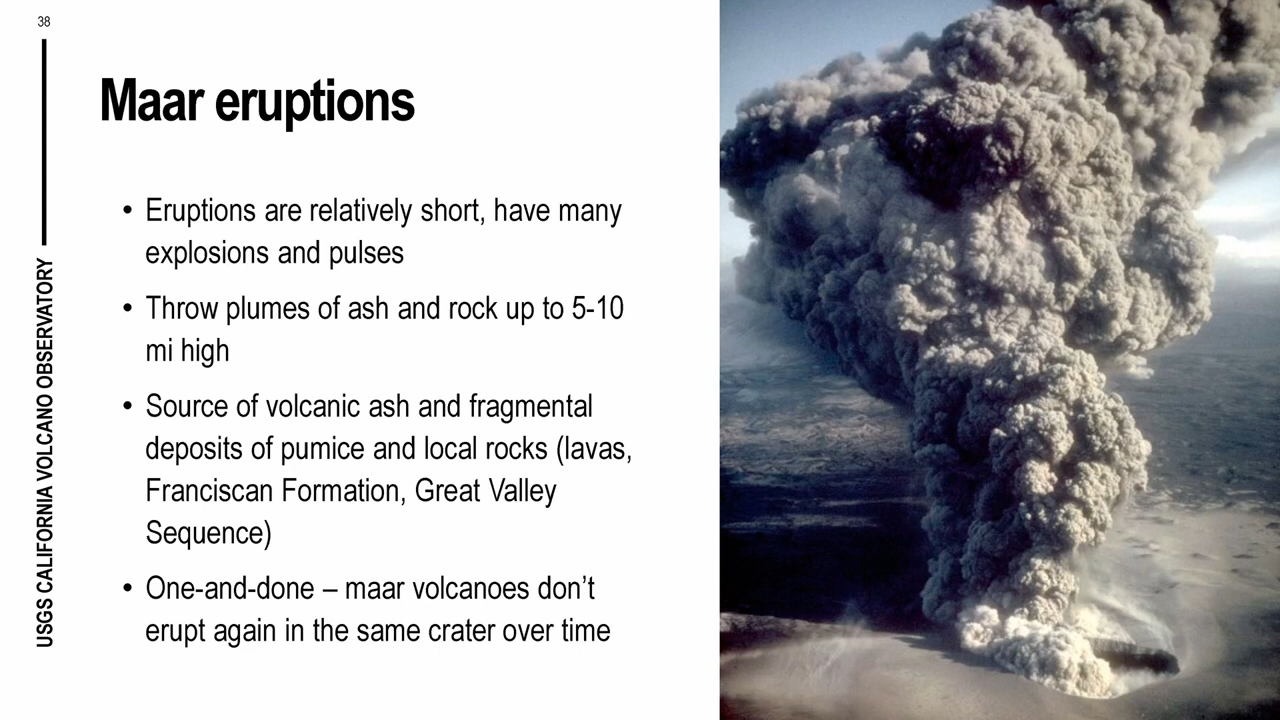 38
USGS CALIFORNIA VOLCANO OBSERVATORY
Maar eruptions
• Eruptions are relatively short, have many
explosions and pulses
• Throw plumes of ash and rock up to 5-10
mi high
• Source of volcanic ash and fragmental
deposits of pumice and local rocks (lavas,
Franciscan Formation, Great Valley
Sequence)
• One-and-done – maar volcanoes don’t
erupt again in the same crater over time